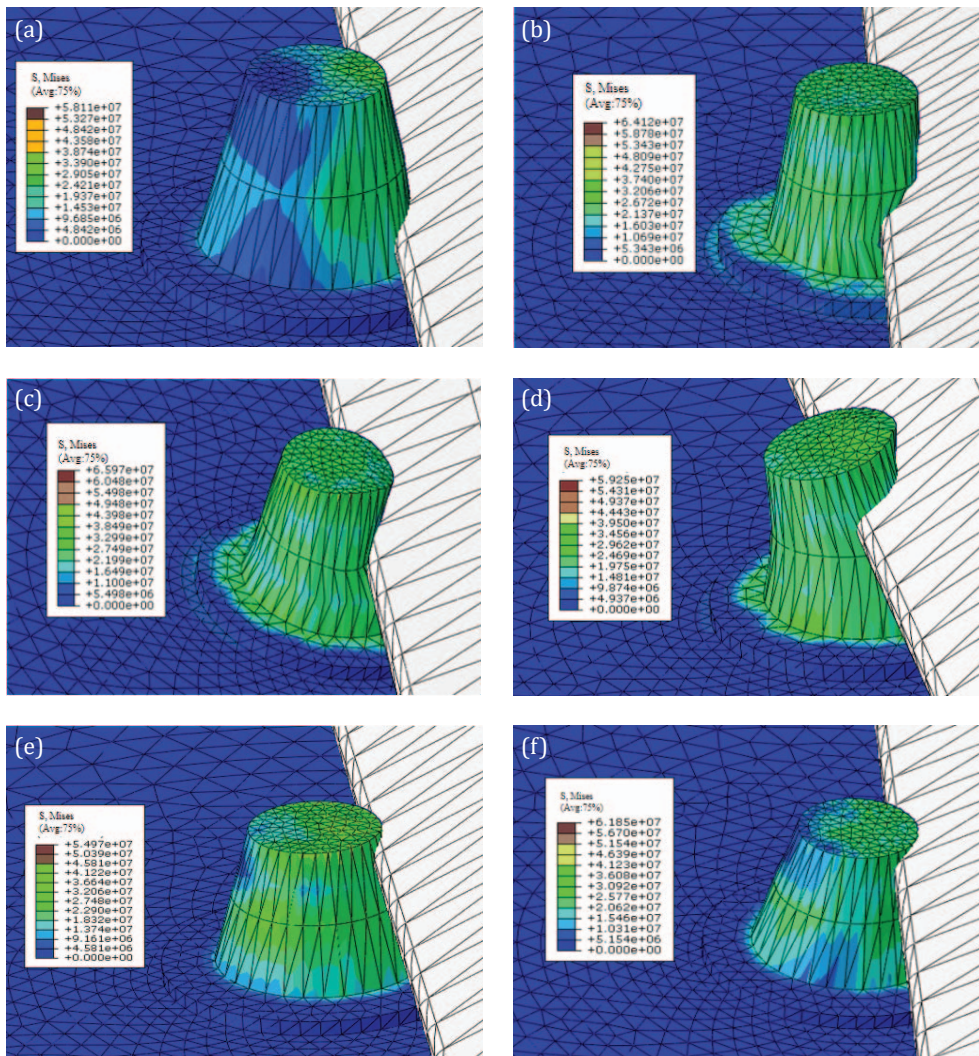 (a)
S, Mises
(Avg:75%)
+5.811e+07
+5.327e+07
+4.842e+07
+4.358e+07
+3.874e+07
+3.390e+07
+2.905e+07
+2.421e+07
+1.937e+07
+1.453e+07
+9.685e+06
+4.842e+06
+0.000e+00
(b)
S, Mises
(Avg:75%)
+6.412e+07
+5.878e+07
+5.343e+07
+4.809e+07
+4.275e+07
+3.740e+07
+3.206e+07
+2.672e+07
+2.137e+07
+1.603e+07
+1.069e+07
+5.343e+06
+0.000e+00
(c)
S, Mises
(Avg:75%)
+6.597e+07
+6.048e+07
+5.498e+07
+4.948e+07
+4.398e+07
+3.849e+07
+3.299e+07
+2.749e+07
+2.199e+07
+1.649e+07
+1.100e+07
+5.498e+06
+0.000e+00
(d)
S, Mises
(Avg:75%)
+5.925e+07
+5.431e+07
+4.937e+07
+4.443e+07
+3.950e+07
+3.456e+07
+2.962e+07
+2.469e+07
+1.975e+07
+1.481e+07
+9.874e+06
+4.937e+06
+0.000e+00
(e)
S, Mises
(Avg:75%)
+5.497e+07
+5.039e+07
+4.581e+07
+4.122e+07
+3.664e+07
+3.206e+07
+2.748e+07
+2.290e+07
+1.832e+07
+1.374e+07
+9.161e+06
+4.581e+06
+0.000e+00
(f)
S, Mises
(Avg:75%)
+6.185e+07
+5.670e+07
+5.154e+07
+4.639e+07
+4.123e+07
+3.608e+07
+3.092e+07
+2.577e+07
+2.062e+07
+1.546e+07
+1.031e+07
+5.154e+06
+0.000e+00